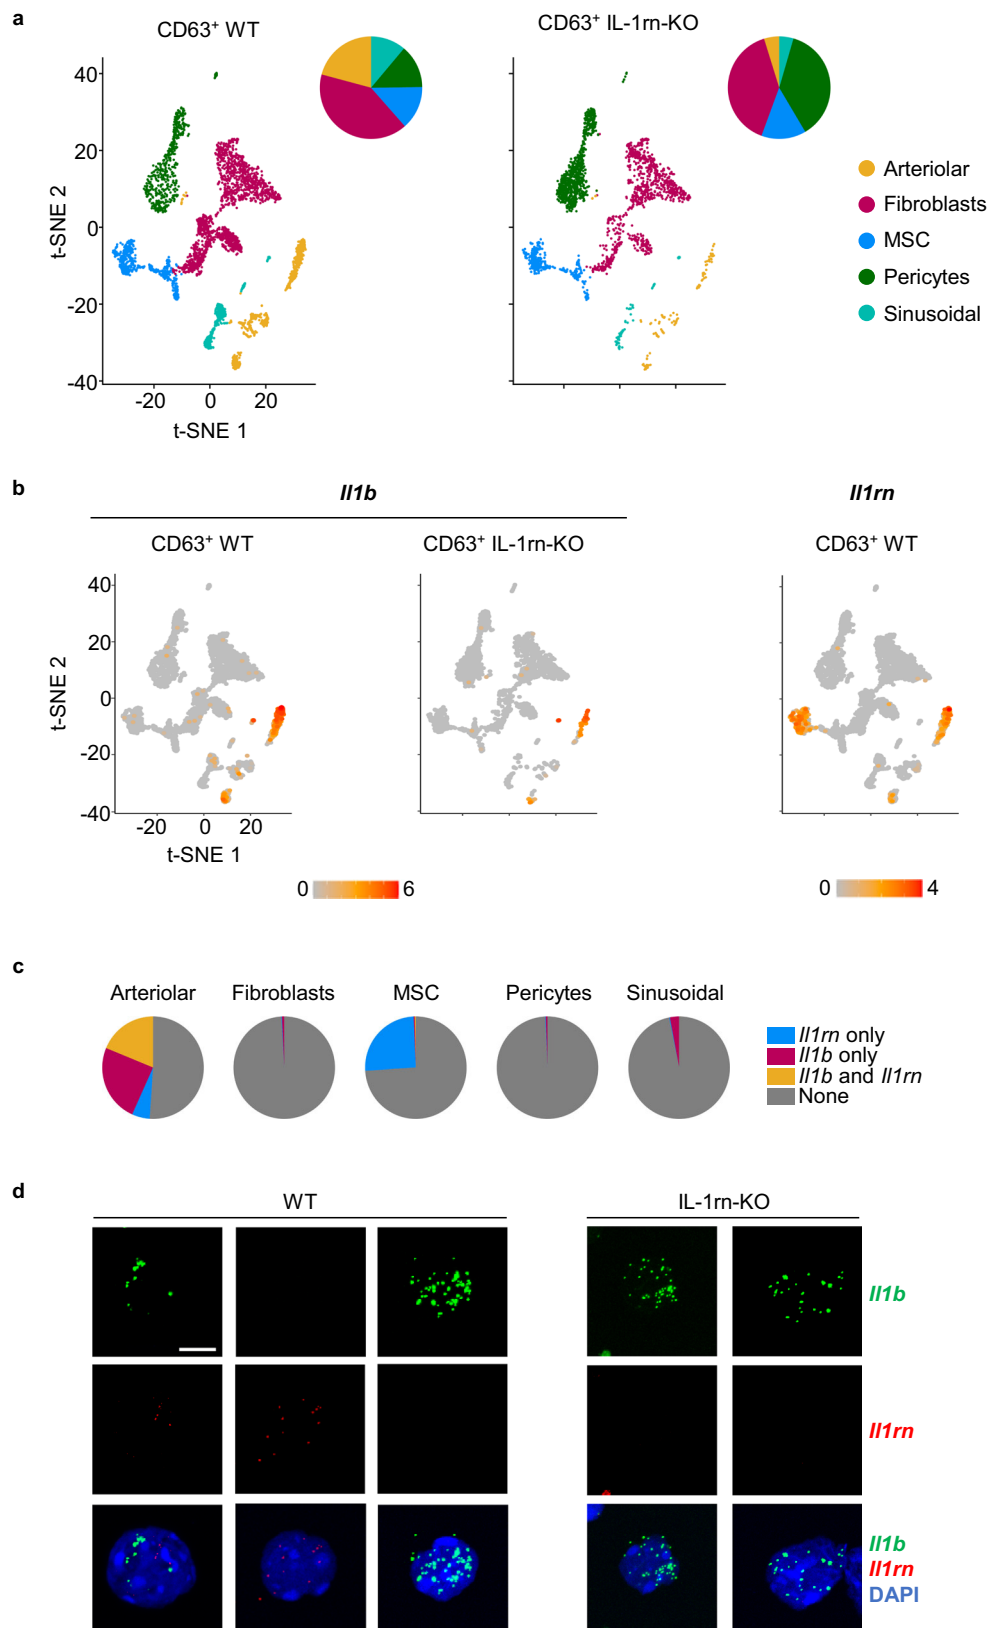 a
CD63+ WT
CD63+ IL-1rn-KO
40
20
0
-20
-40
t-SNE 2
-20 0 20
t-SNE 1
Arteriolar
Fibroblasts
MSC
Pericytes
Sinusoidal
b
Il1b
Il1rn
CD63+ WT
CD63+ IL-1rn-KO
CD63+ WT
40
20
0
-20
-40
t-SNE 2
-20 0 20
t-SNE 1
0 6
0 4
c
Arteriolar
Fibroblasts
MSC
Pericytes
Sinusoidal
Il1rn only
Il1b only
Il1b and Il1rn
None
d
WT
IL-1rn-KO
Il1b
Il1rn
Il1b
Il1rn
DAPI